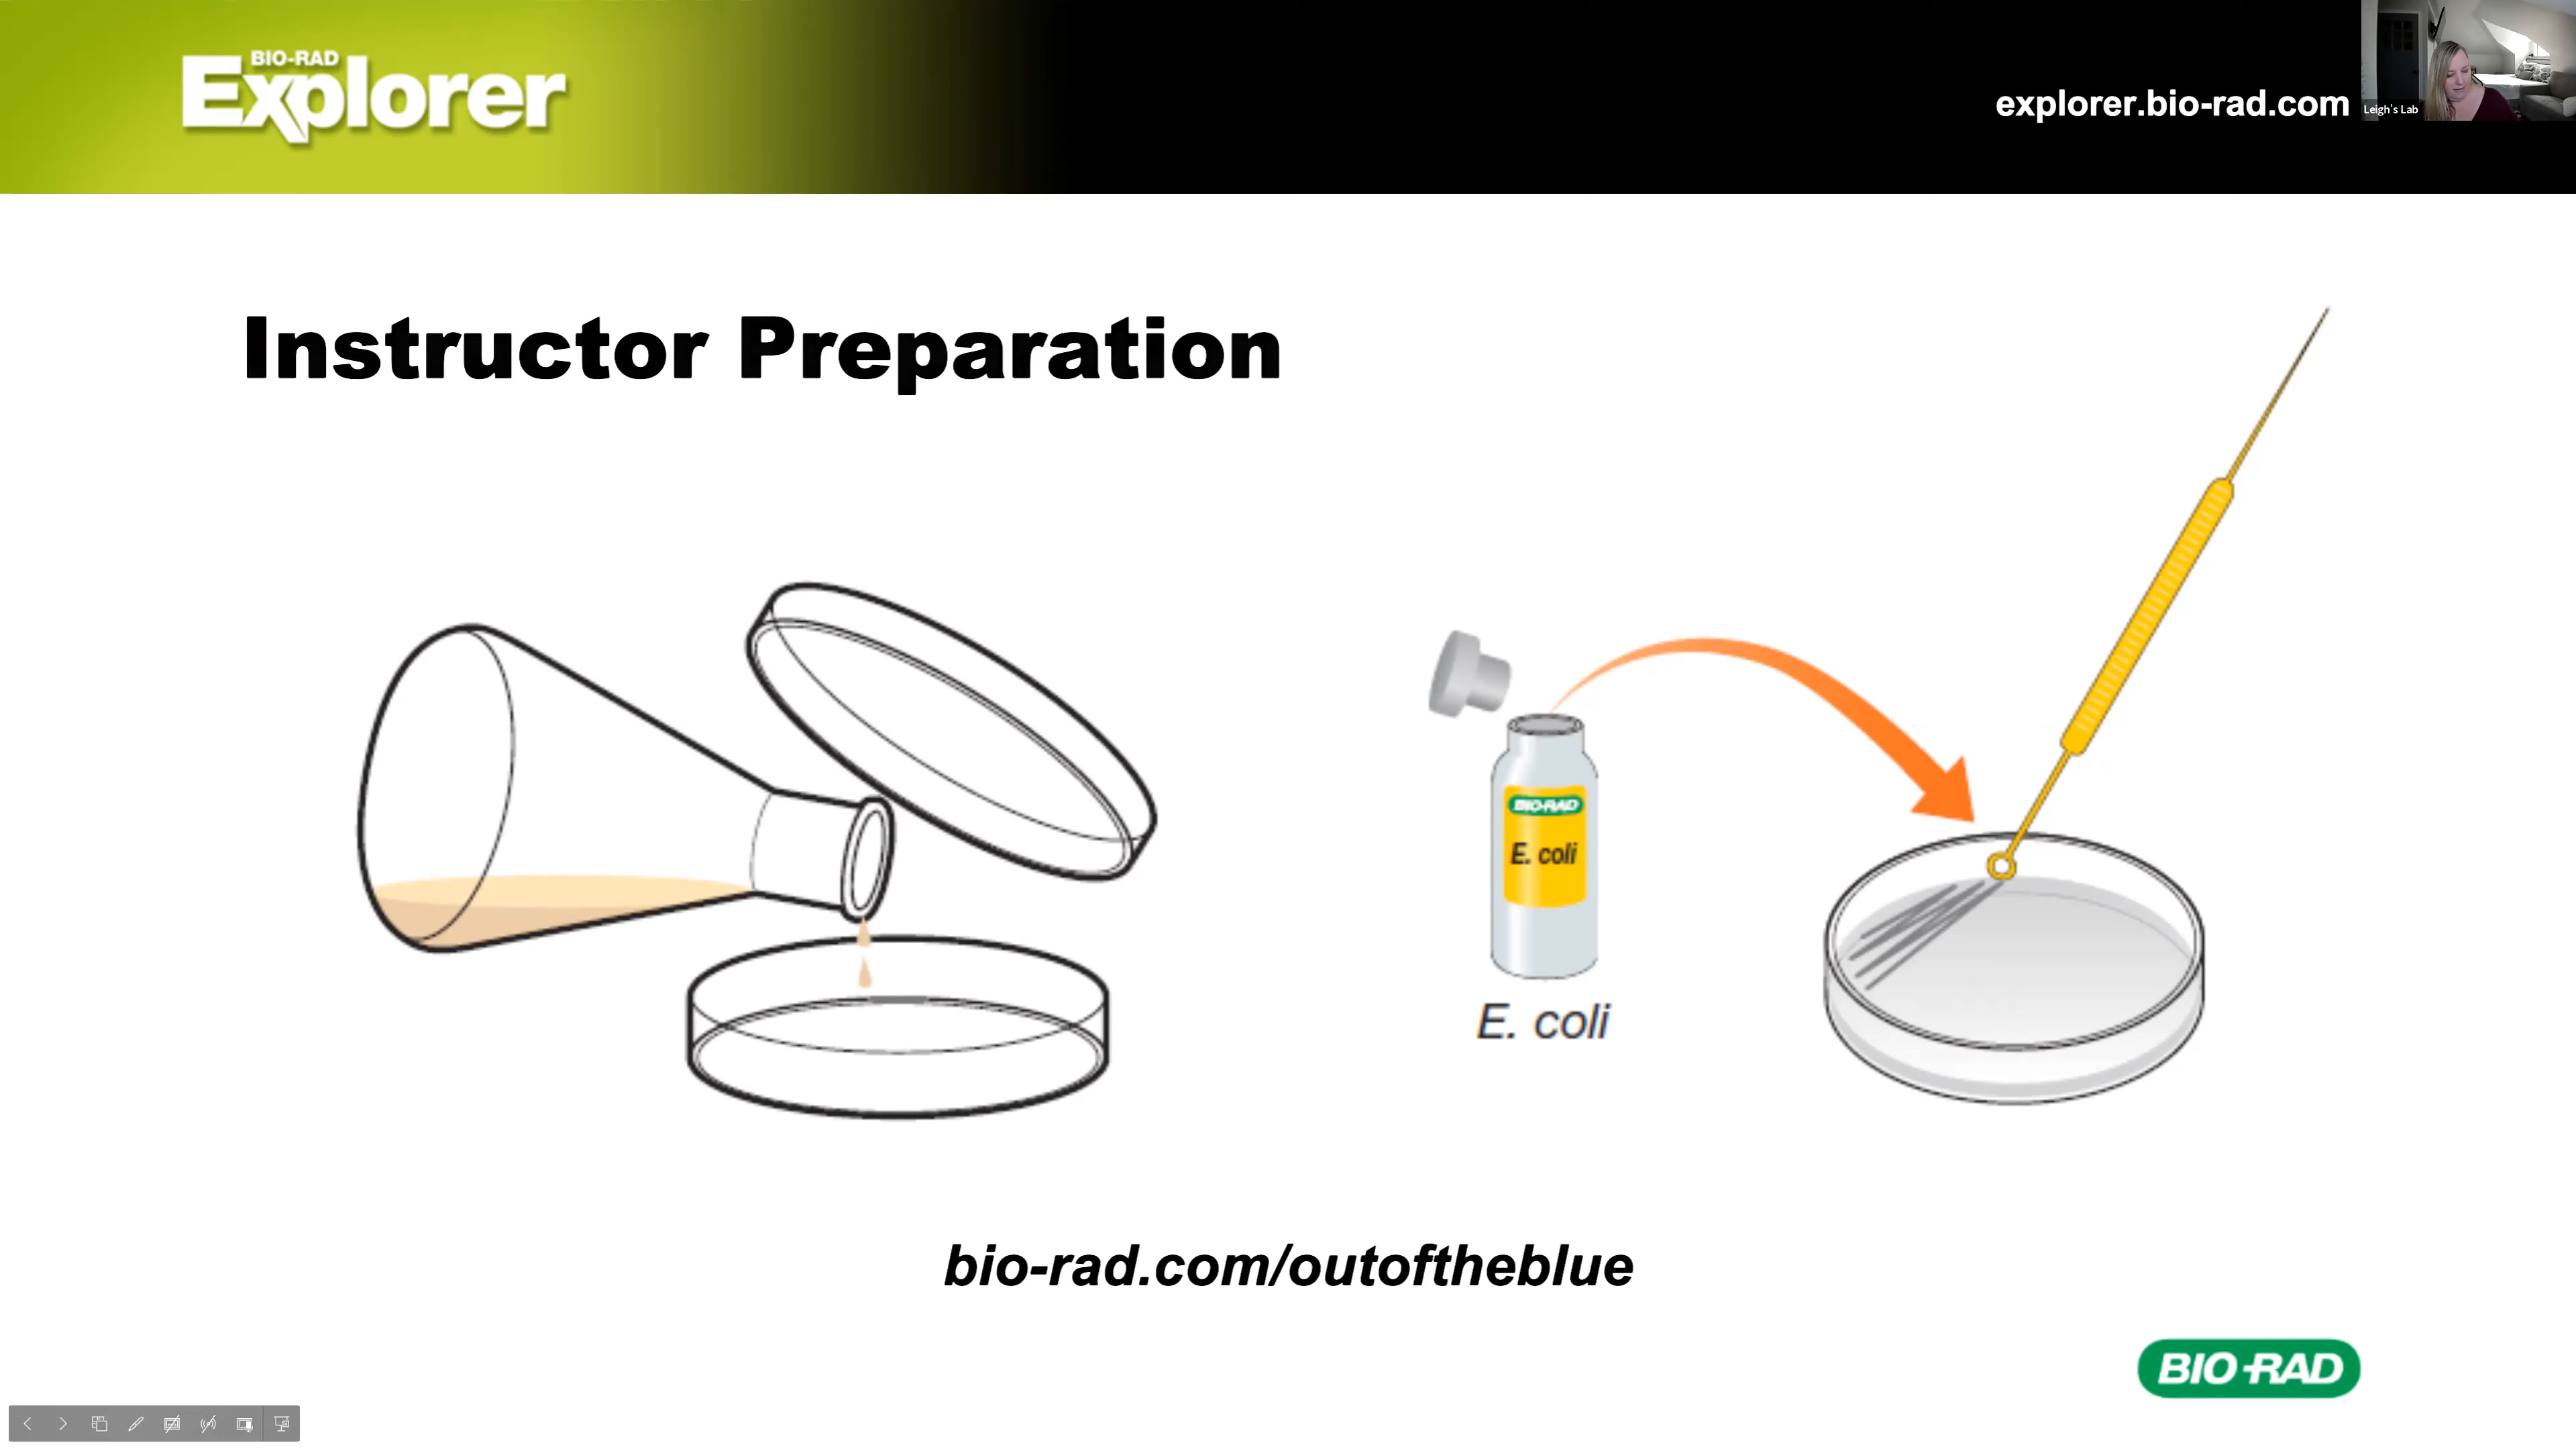 BIO-RAD
Explorer
explorer.bio-rad.com
Leigh's Lab
Instructor Preparation
BIO-RAD
E. coli
E. coli
bio-rad.com/outoftheblue
BIO-RAD